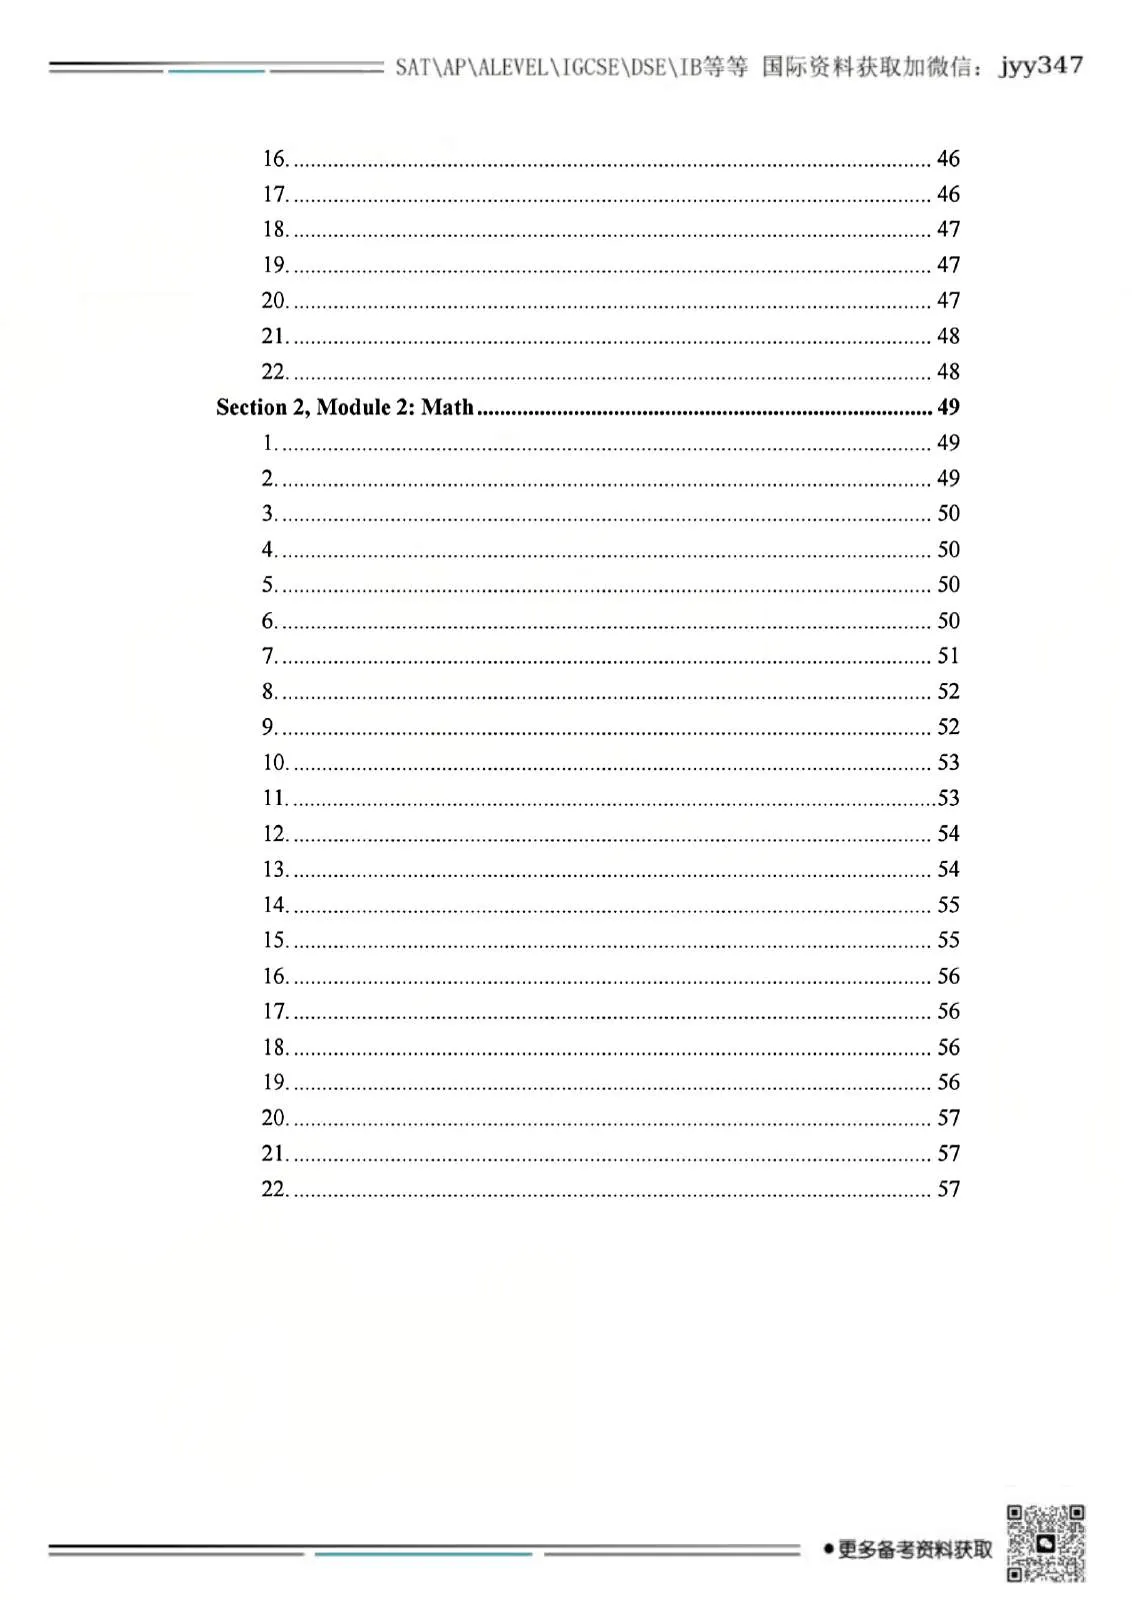 SAT\AP\ALEVEL\IGCSE\DSE\IB等等 国际资料获取加微信：jyy347
16. ........ 46
17. ........ 46
18. ........ 47
19. ........ 47
20. ........ 47
21. ........ 48
22. ........ 48
Section 2, Module 2: Math ........ 49
1. ........ 49
2. ........ 49
3. ........ 50
4. ........ 50
5. ........ 50
6. ........ 50
7. ........ 51
8. ........ 52
9. ........ 52
10. ........ 53
11. ........ 53
12. ........ 54
13. ........ 54
14. ........ 55
15. ........ 55
16. ........ 56
17. ........ 56
18. ........ 56
19. ........ 56
20. ........ 57
21. ........ 57
22. ........ 57
●更多备考资料获取